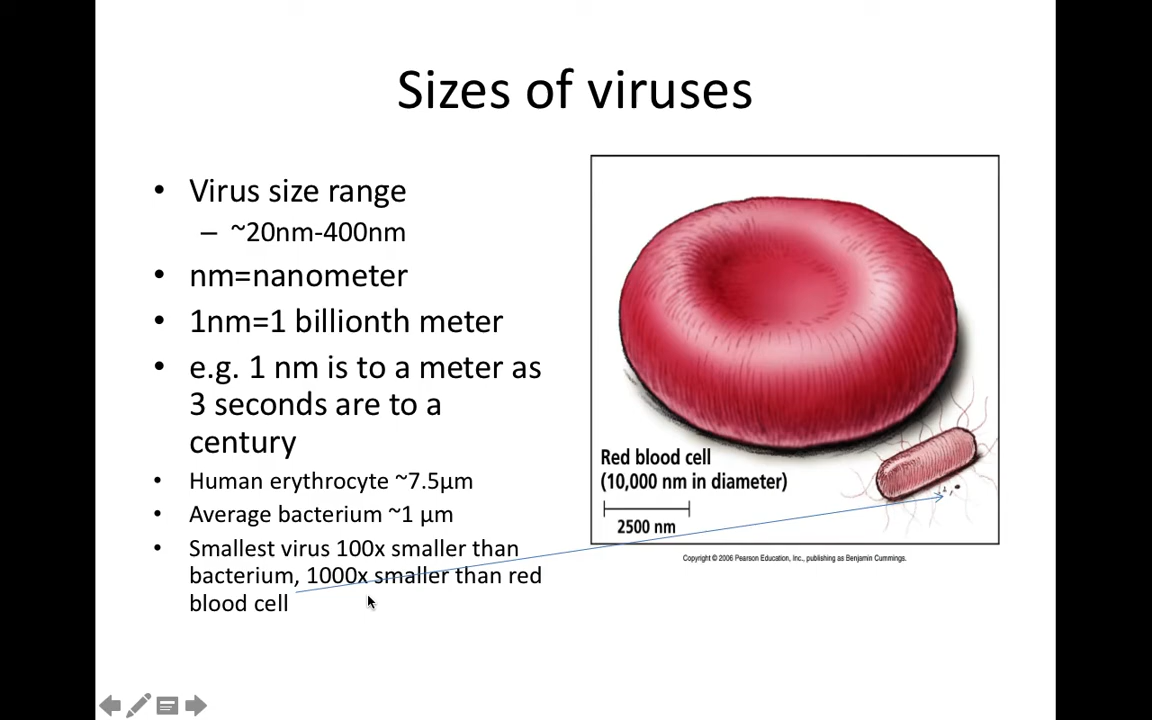 Sizes of viruses
• Virus size range
– ~20nm-400nm
• nm=nanometer
• 1nm=1 billionth meter
• e.g. 1 nm is to a meter as
3 seconds are to a
century
• Human erythrocyte ~7.5µm
• Average bacterium ~1 µm
• Smallest virus 100x smaller than
bacterium, 1000x smaller than red
blood cell
Red blood cell
(10,000 nm in diameter)
2500 nm
Copyright © 2006 Pearson Education, Inc., publishing as Benjamin Cummings.